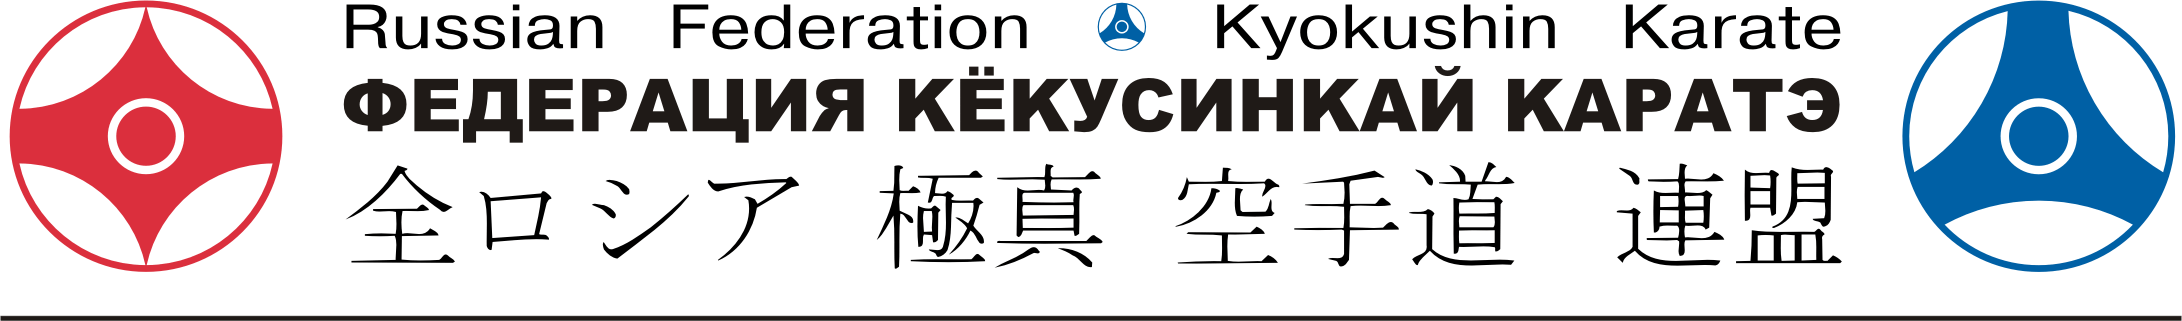 Russian Federation Kyokushin Karate
ФЕДЕРАЦИЯ КЁКУСИНКАЙ КАРАТЭ
全ロシア 極真 空手道 連盟